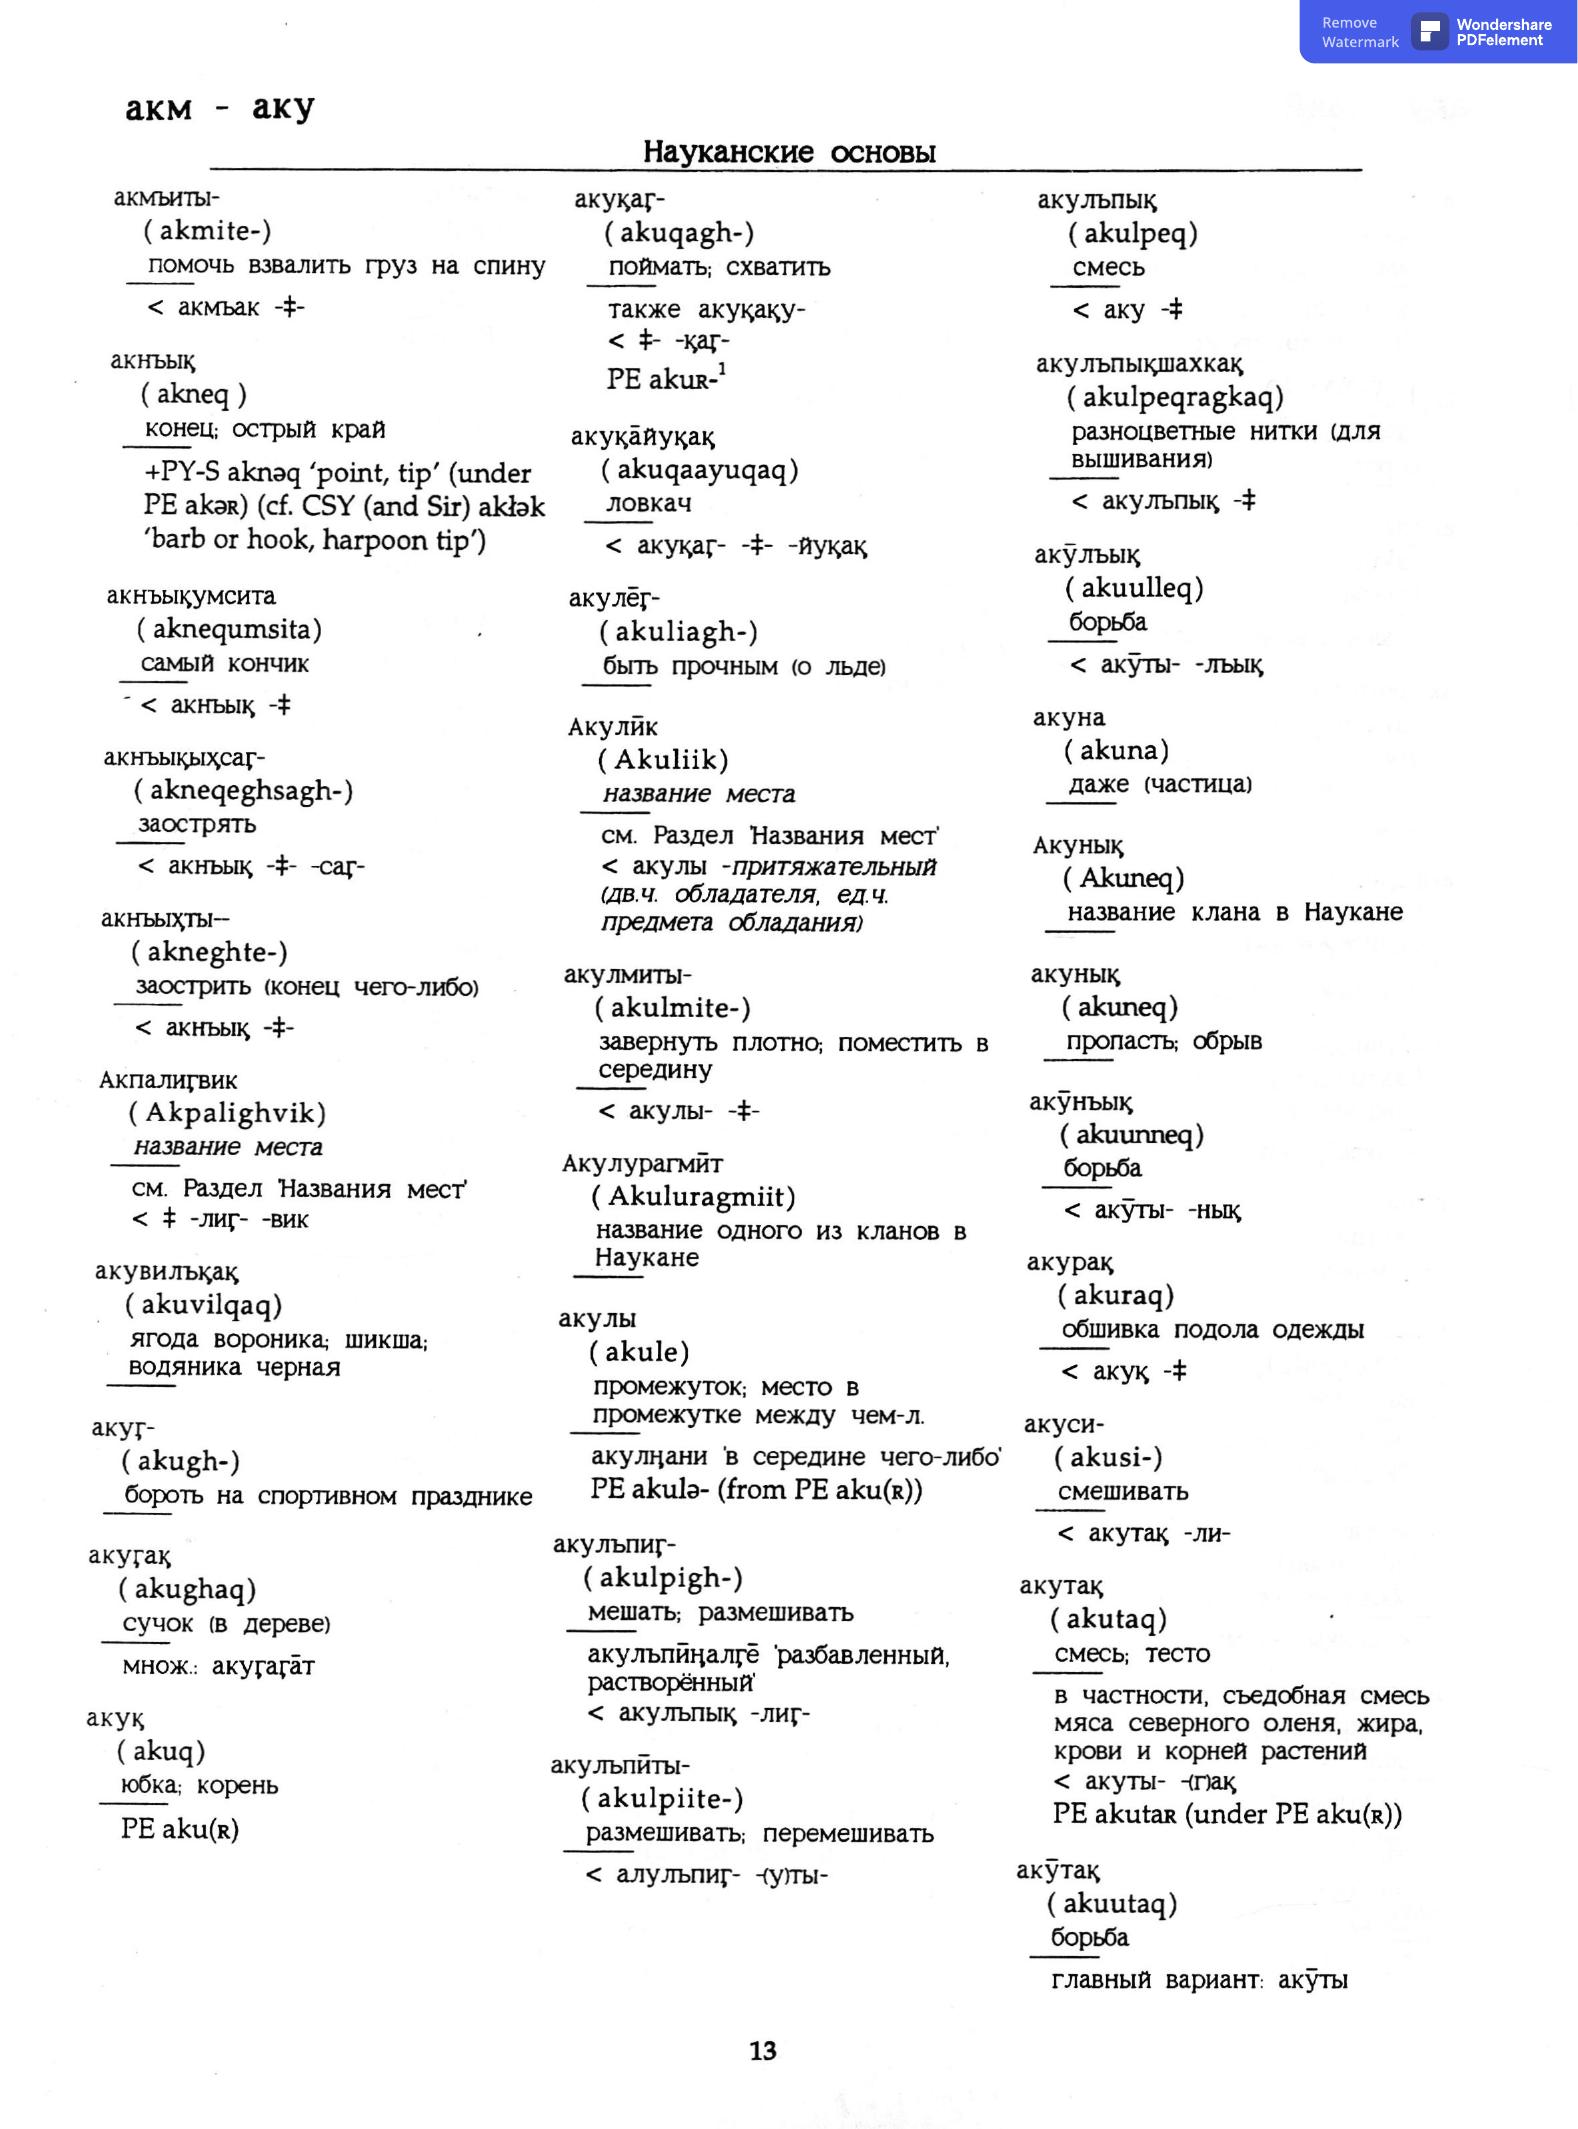 Remove
Watermark
Wondershare
PDFelement
акм - аку
Науканские основы
акмъиты-
( akmite-)
помочь взвалить груз на спину
< акмъак -‡-
акнъық
( akneq )
конец; острый край
+PY-S aknəq ‘point, tip’ (under
PE akəʀ) (cf. CSY (and Sir) akɫək
‘barb or hook, harpoon tip’)
акнъықумсита
( aknequmsita)
самый кончик
< акнъық -‡
акнъықыҳсаӷ-
( akneqeghsagh-)
заострять
< акнъық -‡- -саӷ-
акнъыҳты--
( akneghte-)
заострить (конец чего-либо)
< акнъық -‡-
Акпалиӷвик
( Akpalighvik)
название места
см. Раздел 'Названия мест'
< ‡ -лиӷ- -вик
акувилъқақ
( akuvilqaq)
ягода вороника; шикша;
водяника черная
акуӷ-
( akugh-)
бороть на спортивном празднике
акуӷақ
( akughaq)
сучок (в дереве)
множ.: акуӷаӷа̄т
акуқ
( akuq)
юбка; корень
PE aku(ʀ)
акуқаӷ-
( akuqagh-)
поймать; схватить
также акуқақу-
< ‡- -қаӷ-
PE akuʀ-¹
акуқа̄йуқақ
( akuqaayuqaq)
ловкач
< акуқаӷ- -‡- -йуқақ
акуле̄ӷ-
( akuliagh-)
быть прочным (о льде)
Акулӣк
( Akuliik)
название места
см. Раздел 'Названия мест'
< акулы -притяжательный
(дв.ч. обладателя, ед.ч.
предмета обладания)
акулмиты-
( akulmite-)
завернуть плотно; поместить в
середину
< акулы- -‡-
Акулурагмӣт
( Akuluragmiit)
название одного из кланов в
Наукане
акулы
( akule)
промежуток; место в
промежутке между чем-л.
акулңани 'в середине чего-либо'
PE akulə- (from PE aku(ʀ))
акулъпиӷ-
( akulpigh-)
мешать; размешивать
акулъпӣңалӷе̄ 'разбавленный,
растворённый'
< акулъпық -лиӷ-
акулъпӣты-
( akulpiite-)
размешивать; перемешивать
< алулъпиӷ- -(у)ты-
акулъпық
( akulpeq)
смесь
< аку -‡
акулъпықшахкақ
( akulpeqragkaq)
разноцветные нитки (для
вышивания)
< акулъпық -‡
акӯлъық
( akuulleq)
борьба
< акӯты- -лъық
акуна
( akuna)
даже (частица)
Акунық
( Akuneq)
название клана в Наукане
акунық
( akuneq)
пропасть; обрыв
акӯнъық
( akuunneq)
борьба
< акӯты- -нық
акурақ
( akuraq)
обшивка подола одежды
< акуқ -‡
акуси-
( akusi-)
смешивать
< акутақ -ли-
акутақ
( akutaq)
смесь; тесто
в частности, съедобная смесь
мяса северного оленя, жира,
крови и корней растений
< акуты- -(г)ақ
PE akutaʀ (under PE aku(ʀ))
акӯтақ
( akuutaq)
борьба
главный вариант: акӯты
13